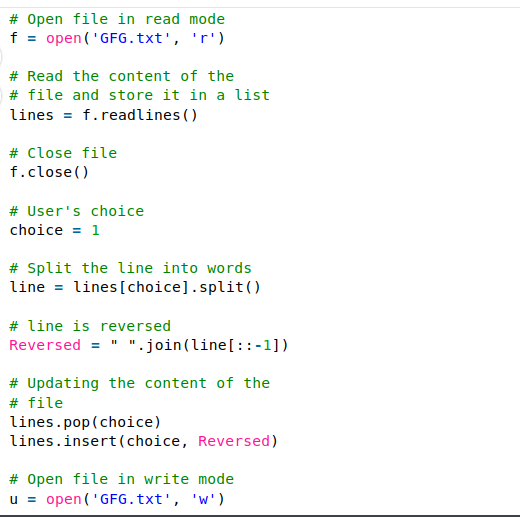 # Open file in read mode
f = open('GFG.txt', 'r')
# Read the content of the
# file and store it in a list
lines = f.readlines()
# Close file
f.close()
# User's choice
choice = 1
# Split the line into words
line = lines[choice].split()
# line is reversed
Reversed = " ".join(line[::-1])
# Updating the content of the
# file
lines.pop(choice)
lines.insert(choice, Reversed)
# Open file in write mode
u = open('GFG.txt', 'w')